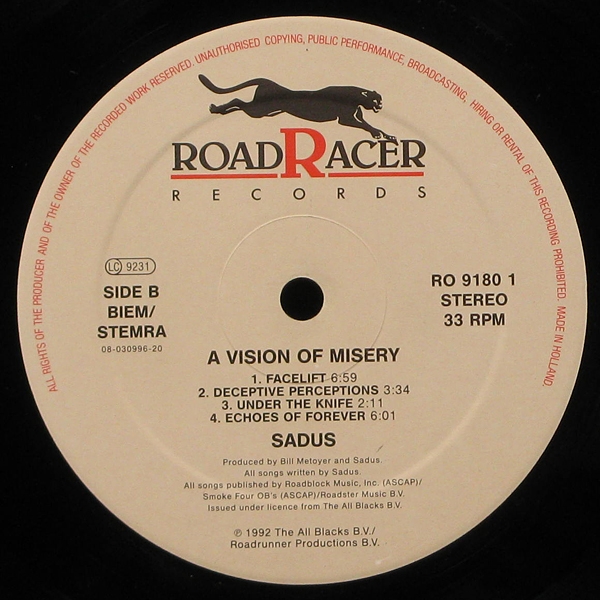 ALL RIGHTS OF THE PRODUCER AND OF THE OWNER OF THE RECORDED WORK RESERVED. UNAUTHORISED COPYING, PUBLIC PERFORMANCE, BROADCASTING, HIRING OR RENTAL OF THIS RECORDING PROHIBITED. MADE IN HOLLAND.
ROADRACER
RECORDS
LC 9231
SIDE B
BIEM/
STEMRA
08-030996-20
RO 9180 1
STEREO
33 RPM
A VISION OF MISERY
1. FACELIFT 6:59
2. DECEPTIVE PERCEPTIONS 3:34
3. UNDER THE KNIFE 2:11
4. ECHOES OF FOREVER 6:01
SADUS
Produced by Bill Metoyer and Sadus.
All songs written by Sadus.
All songs published by Roadblock Music, Inc. (ASCAP)/
Smoke Four OB's (ASCAP)/Roadster Music B.V.
Issued under licence from The All Blacks B.V.
℗ 1992 The All Blacks B.V./
Roadrunner Productions B.V.